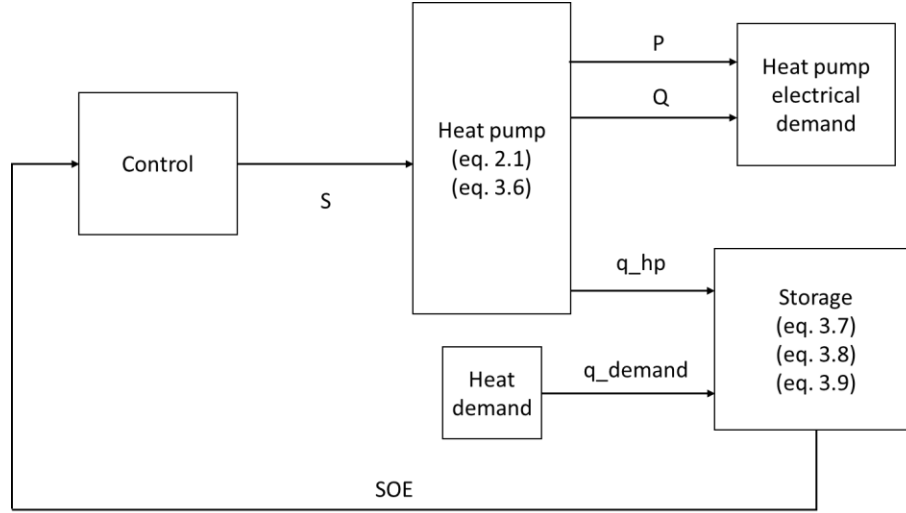 P
Heat pump
electrical
demand
Q
Control
S
Heat pump
(eq. 2.1)
(eq. 3.6)
q_hp
Storage
(eq. 3.7)
(eq. 3.8)
(eq. 3.9)
Heat
demand
q_demand
SOE